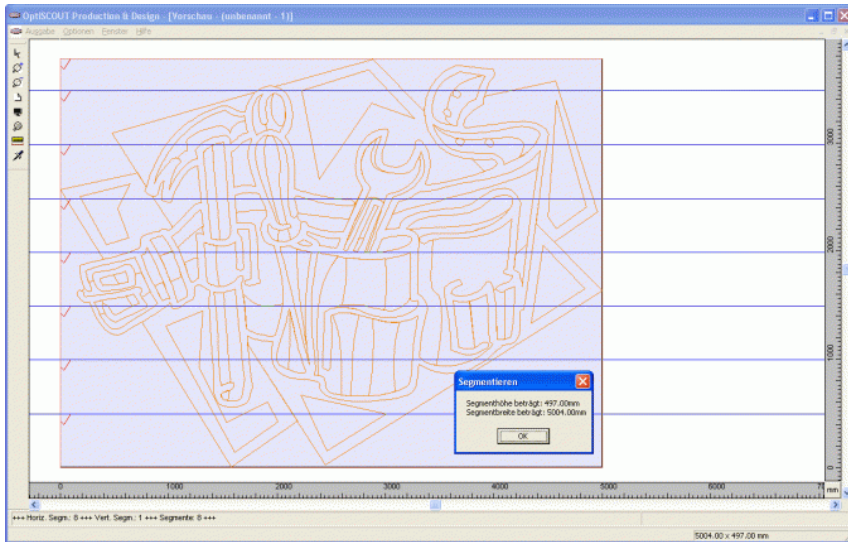 OptiSCOUT Production & Design - [Vorschau - (unbenannt - 1)]
Ausgabe Optionen Fenster Hilfe
3000
2000
1000
0
Segmentieren
Segmenthöhe beträgt: 497.00mm
Segmentbreite beträgt: 5004.00mm
OK
0 1000 2000 3000 4000 5000 6000 mm
+++ Horiz. Segm.: 8 +++ Vert. Segm.: 1 +++ Segmente: 8 +++
5004.00 x 497.00 mm